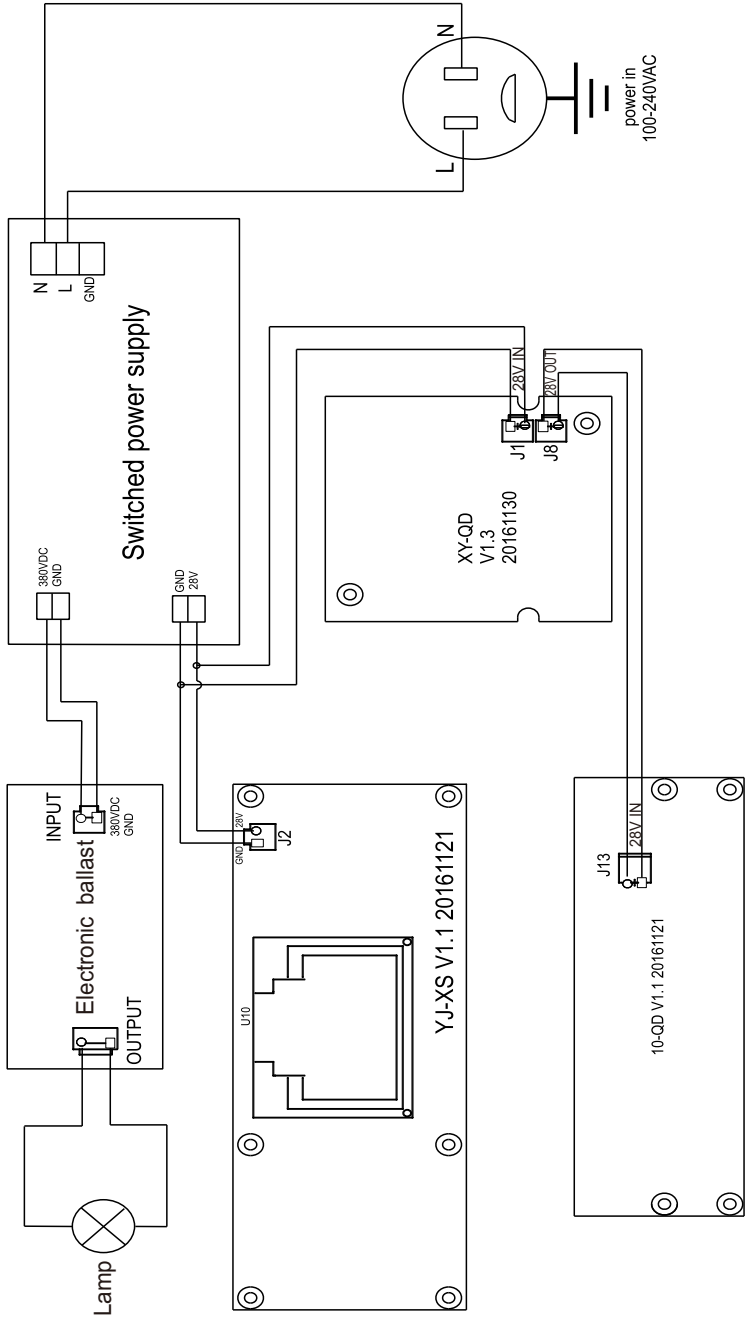 N
L
power in
100-240VAC
N
L
GND
Switched power supply
380VDC
GND
GND
28V
28V IN
28V OUT
J1
J8
XY-QD
V1.3
20161130
INPUT
380VDC
GND
Electronic ballast
OUTPUT
Lamp
GND
28V
J2
U10
YJ-XS V1.1 20161121
J13
28V IN
10-QD V1.1 20161121